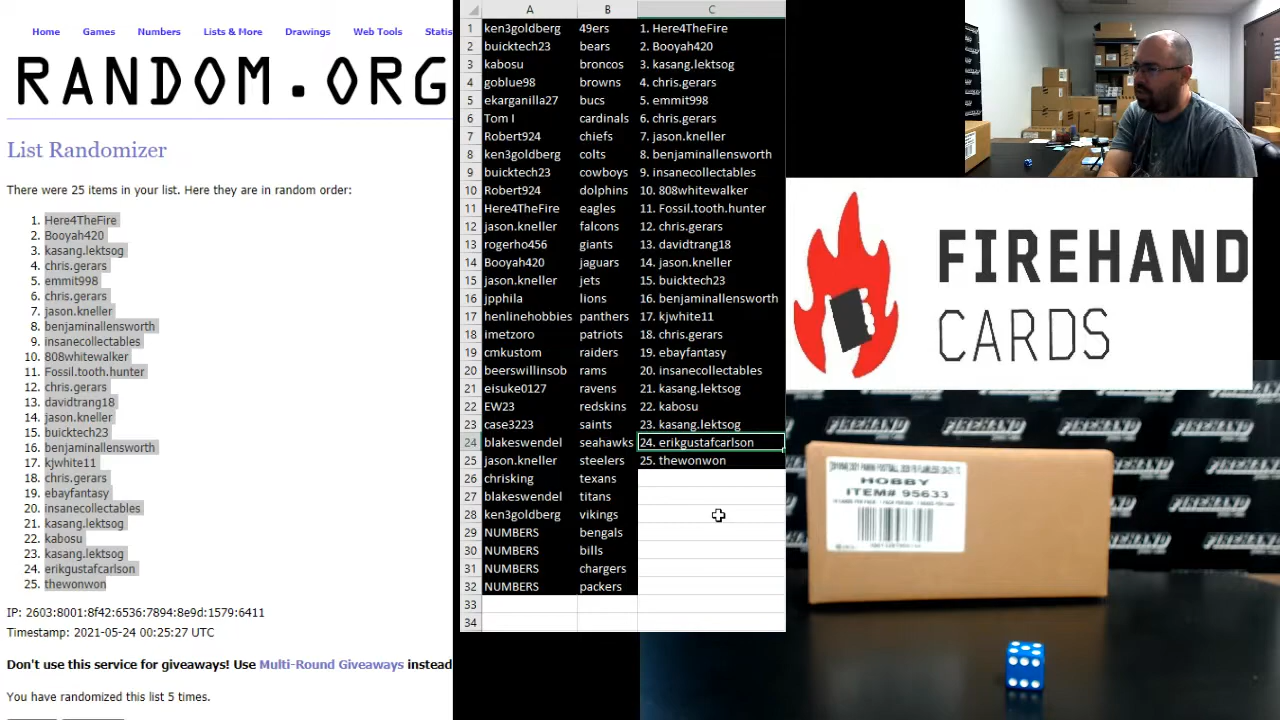 Home Games Numbers Lists & More Drawings Web Tools Statis
RANDOM.ORG
List Randomizer
There were 25 items in your list. Here they are in random order:
1. Here4TheFire
2. Booyah420
3. kasang.lektsog
4. chris.gerars
5. emmit998
6. chris.gerars
7. jason.kneller
8. benjaminallensworth
9. insanecollectables
10. 808whitewalker
11. Fossil.tooth.hunter
12. chris.gerars
13. davidtrang18
14. jason.kneller
15. buicktech23
16. benjaminallensworth
17. kjwhite11
18. chris.gerars
19. ebayfantasy
20. insanecollectables
21. kasang.lektsog
22. kabosu
23. kasang.lektsog
24. erikgustafcarlson
25. thewonwon
IP: 2603:8001:8f42:6536:7894:8e9d:1579:6411
Timestamp: 2021-05-24 00:25:27 UTC
Don't use this service for giveaways! Use Multi-Round Giveaways instead
You have randomized this list 5 times.
A B C
1 ken3goldberg 49ers 1. Here4TheFire
2 buicktech23 bears 2. Booyah420
3 kabosu broncos 3. kasang.lektsog
4 goblue98 browns 4. chris.gerars
5 ekarganilla27 bucs 5. emmit998
6 Tom I cardinals 6. chris.gerars
7 Robert924 chiefs 7. jason.kneller
8 ken3goldberg colts 8. benjaminallensworth
9 buicktech23 cowboys 9. insanecollectables
10 Robert924 dolphins 10. 808whitewalker
11 Here4TheFire eagles 11. Fossil.tooth.hunter
12 jason.kneller falcons 12. chris.gerars
13 rogerho456 giants 13. davidtrang18
14 Booyah420 jaguars 14. jason.kneller
15 jason.kneller jets 15. buicktech23
16 jpphila lions 16. benjaminallensworth
17 henlinehobbies panthers 17. kjwhite11
18 imetzoro patriots 18. chris.gerars
19 cmkustom raiders 19. ebayfantasy
20 beerswillinsob rams 20. insanecollectables
21 eisuke0127 ravens 21. kasang.lektsog
22 EW23 redskins 22. kabosu
23 case3223 saints 23. kasang.lektsog
24 blakeswendel seahawks 24. erikgustafcarlson
25 jason.kneller steelers 25. thewonwon
26 chrisking texans
27 blakeswendel titans
28 ken3goldberg vikings
29 NUMBERS bengals
30 NUMBERS bills
31 NUMBERS chargers
32 NUMBERS packers
33
34
FIREHAND
CARDS
HOBBY
ITEM# 95633